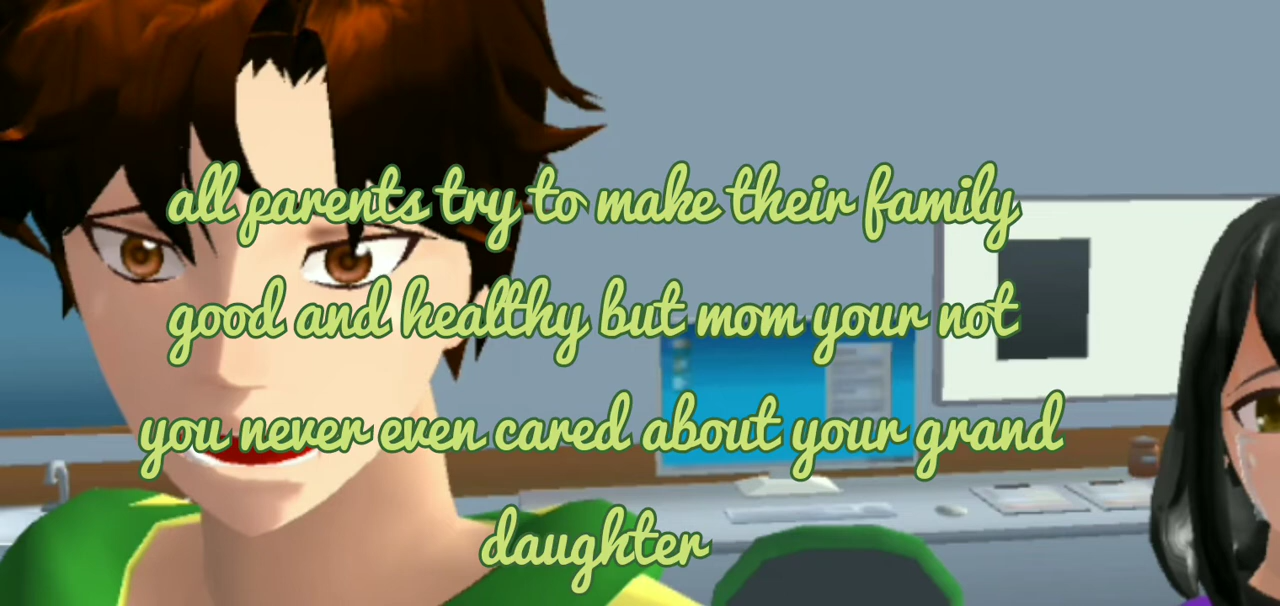 all parents try to make their family
good and healthy but mom your not
you never even cared about your grand
daughter